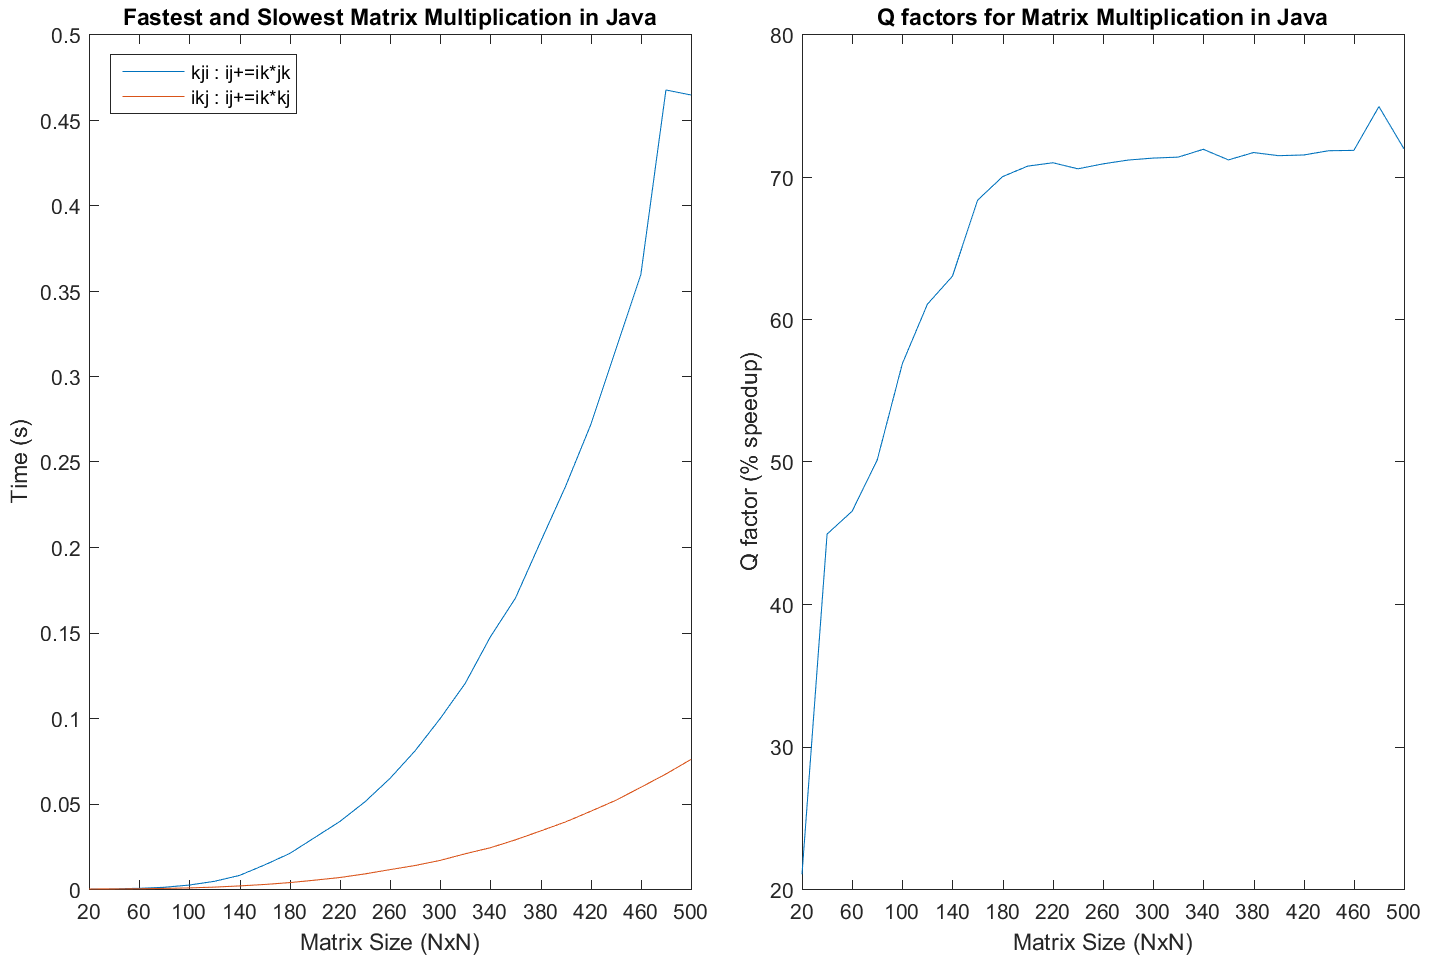 Fastest and Slowest Matrix Multiplication in Java
kji : ij+=ik*jk
ikj : ij+=ik*kj
0.5
0.45
0.4
0.35
0.3
0.25
0.2
0.15
0.1
0.05
0
Time (s)
20 60 100 140 180 220 260 300 340 380 420 460 500
Matrix Size (NxN)
Q factors for Matrix Multiplication in Java
80
70
60
50
40
30
20
Q factor (% speedup)
20 60 100 140 180 220 260 300 340 380 420 460 500
Matrix Size (NxN)